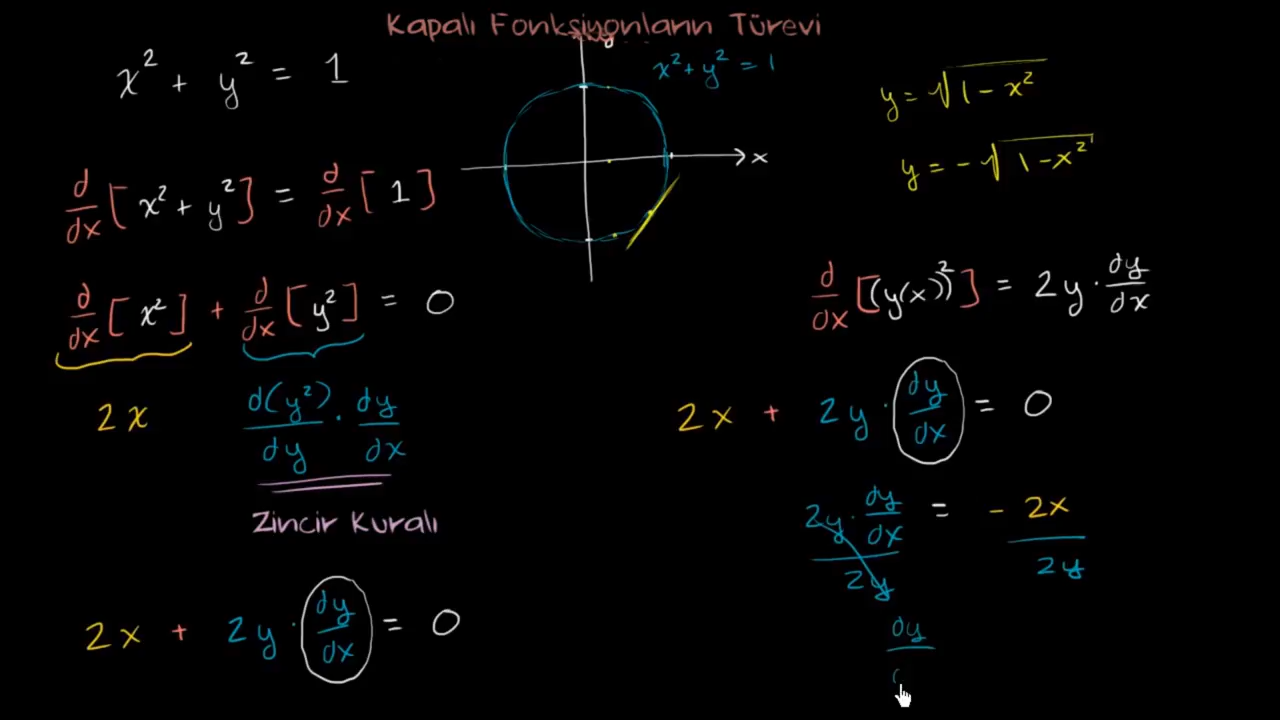 Kapalı Fonksiyonların Türevi
x² + y² = 1
y
x² + y² = 1
x
y = √(1 - x²)
y = -√(1 - x²)
d/dx [x² + y²] = d/dx [1]
d/dx [x²] + d/dx [y²] = 0
d/dx [(y(x))²] = 2y · dy/dx
2x
d(y²)/dy · dy/dx
Zincir Kuralı
2x + 2y · dy/dx = 0
2x + 2y · dy/dx = 0
2y · dy/dx / 2y = -2x / 2y
dy